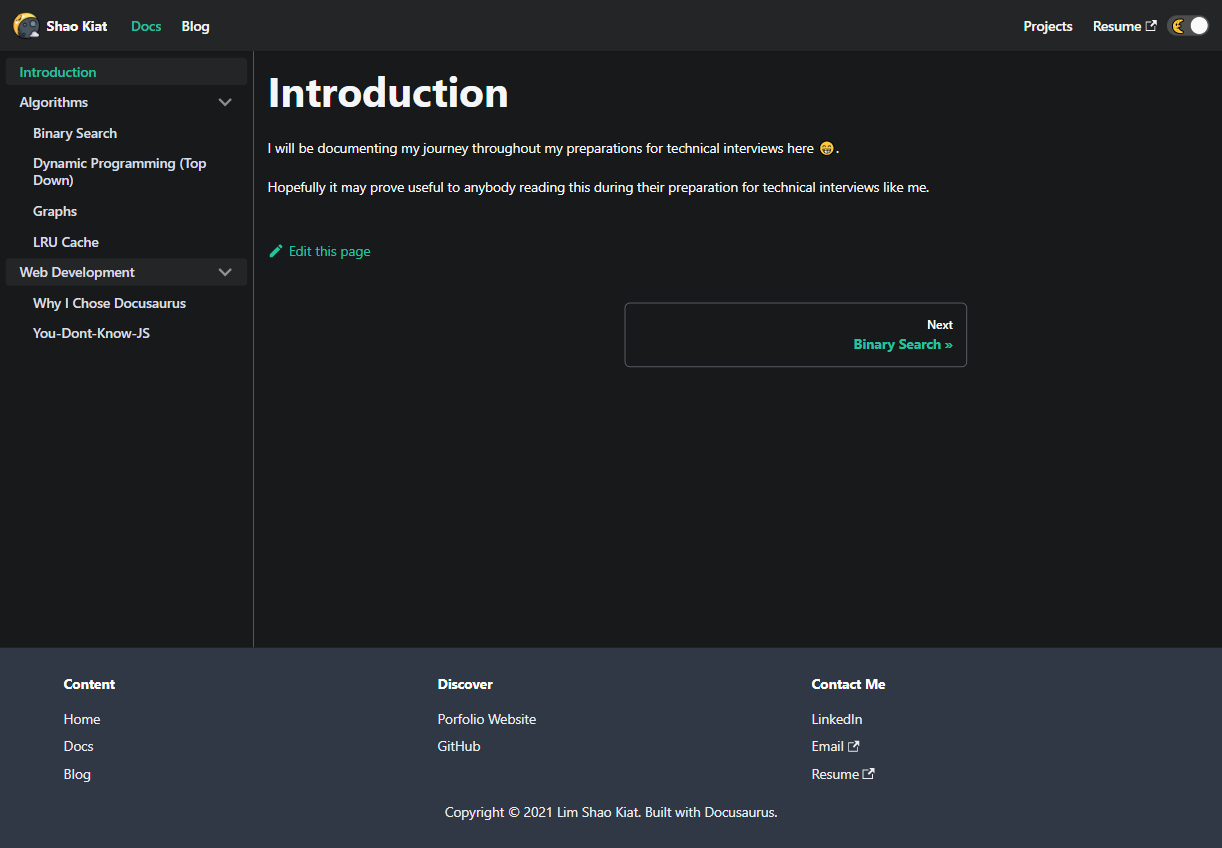 Shao Kiat Docs Blog Projects Resume
Introduction
Algorithms
Binary Search
Dynamic Programming (Top
Down)
Graphs
LRU Cache
Web Development
Why I Chose Docusaurus
You-Dont-Know-JS
Introduction
I will be documenting my journey throughout my preparations for technical interviews here 😁.
Hopefully it may prove useful to anybody reading this during their preparation for technical interviews like me.
Edit this page
Next
Binary Search »
Content
Home
Docs
Blog
Discover
Porfolio Website
GitHub
Contact Me
LinkedIn
Email
Resume
Copyright © 2021 Lim Shao Kiat. Built with Docusaurus.